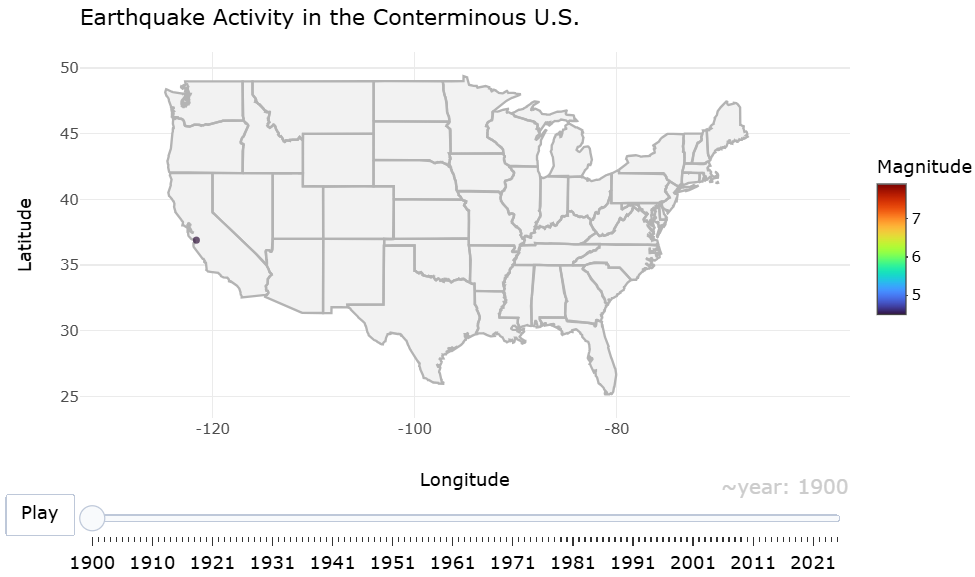 Earthquake Activity in the Conterminous U.S.
50
45
40
35
30
25
Latitude
-120 -100 -80
Longitude
Magnitude
7
6
5
~year: 1900
Play
1900 1910 1921 1931 1941 1951 1961 1971 1981 1991 2001 2011 2021